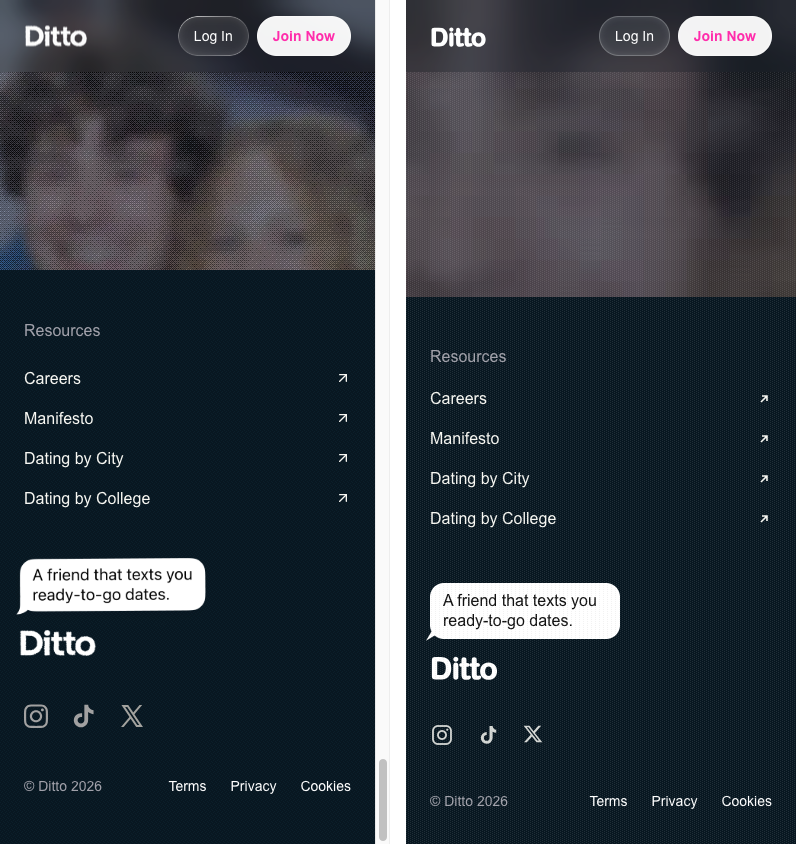 Ditto
Log In
Join Now
Resources
Careers
Manifesto
Dating by City
Dating by College
A friend that texts you
ready-to-go dates.
Ditto
© Ditto 2026
Terms
Privacy
Cookies
Ditto
Log In
Join Now
Resources
Careers
Manifesto
Dating by City
Dating by College
A friend that texts you
ready-to-go dates.
Ditto
© Ditto 2026
Terms
Privacy
Cookies